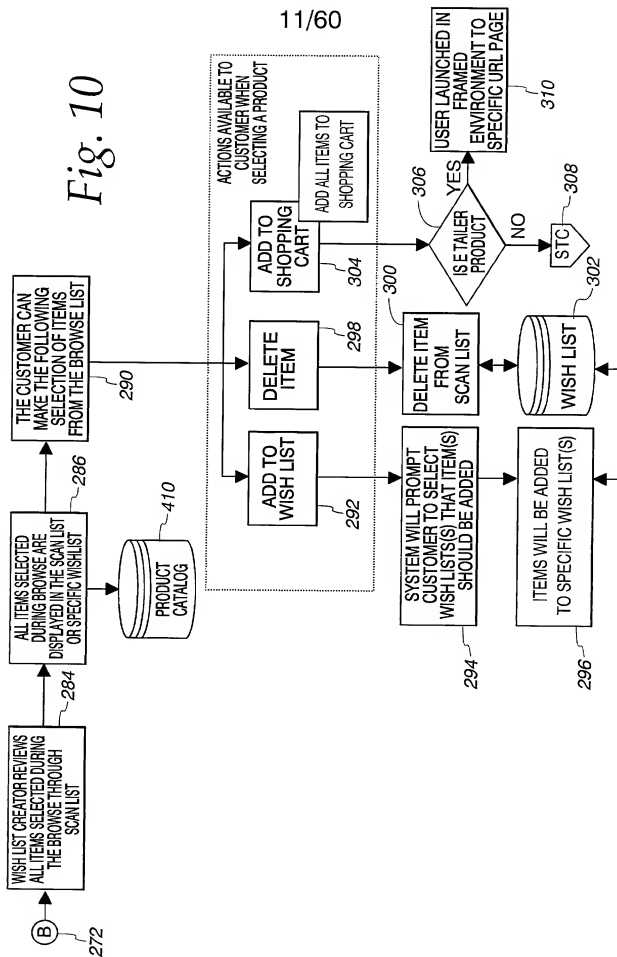 11/60
Fig. 10
B
272
WISH LIST CREATOR REVIEWS
ALL ITEMS SELECTED DURING
THE BROWSE THROUGH
SCAN LIST
284
ALL ITEMS SELECTED
DURING BROWSE ARE
DISPLAYED IN THE SCAN LIST
OR SPECIFIC WISHLIST
286
PRODUCT
CATALOG
410
THE CUSTOMER CAN
MAKE THE FOLLOWING
SELECTION OF ITEMS
FROM THE BROWSE LIST
290
ACTIONS AVAILABLE TO
CUSTOMER WHEN
SELECTING A PRODUCT
ADD TO
WISH LIST
292
DELETE
ITEM
298
ADD TO
SHOPPING
CART
304
ADD ALL ITEMS TO
SHOPPING CART
SYSTEM WILL PROMPT
CUSTOMER TO SELECT
WISH LISTS(S) THAT ITEM(S)
SHOULD BE ADDED
294
DELETE ITEM
FROM
SCAN LIST
300
IS E TAILER
PRODUCT
306
YES
NO
USER LAUNCHED IN
FRAMED
ENVIRONMENT TO
SPECIFIC URL PAGE
310
STC
308
ITEMS WILL BE ADDED
TO SPECIFIC WISH LIST(S)
296
WISH LIST
302